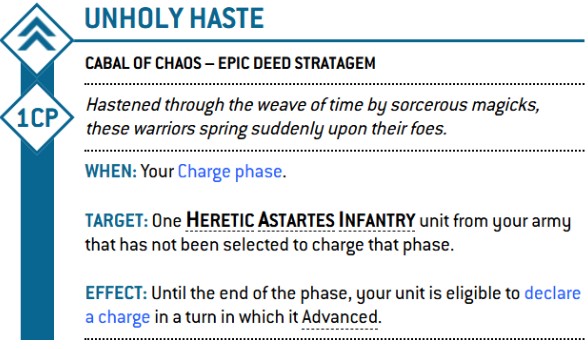 UNHOLY HASTE
CABAL OF CHAOS – EPIC DEED STRATAGEM
1CP
Hastened through the weave of time by sorcerous magicks,
these warriors spring suddenly upon their foes.
WHEN: Your Charge phase.
TARGET: One HERETIC ASTARTES INFANTRY unit from your army
that has not been selected to charge that phase.
EFFECT: Until the end of the phase, your unit is eligible to declare
a charge in a turn in which it Advanced.